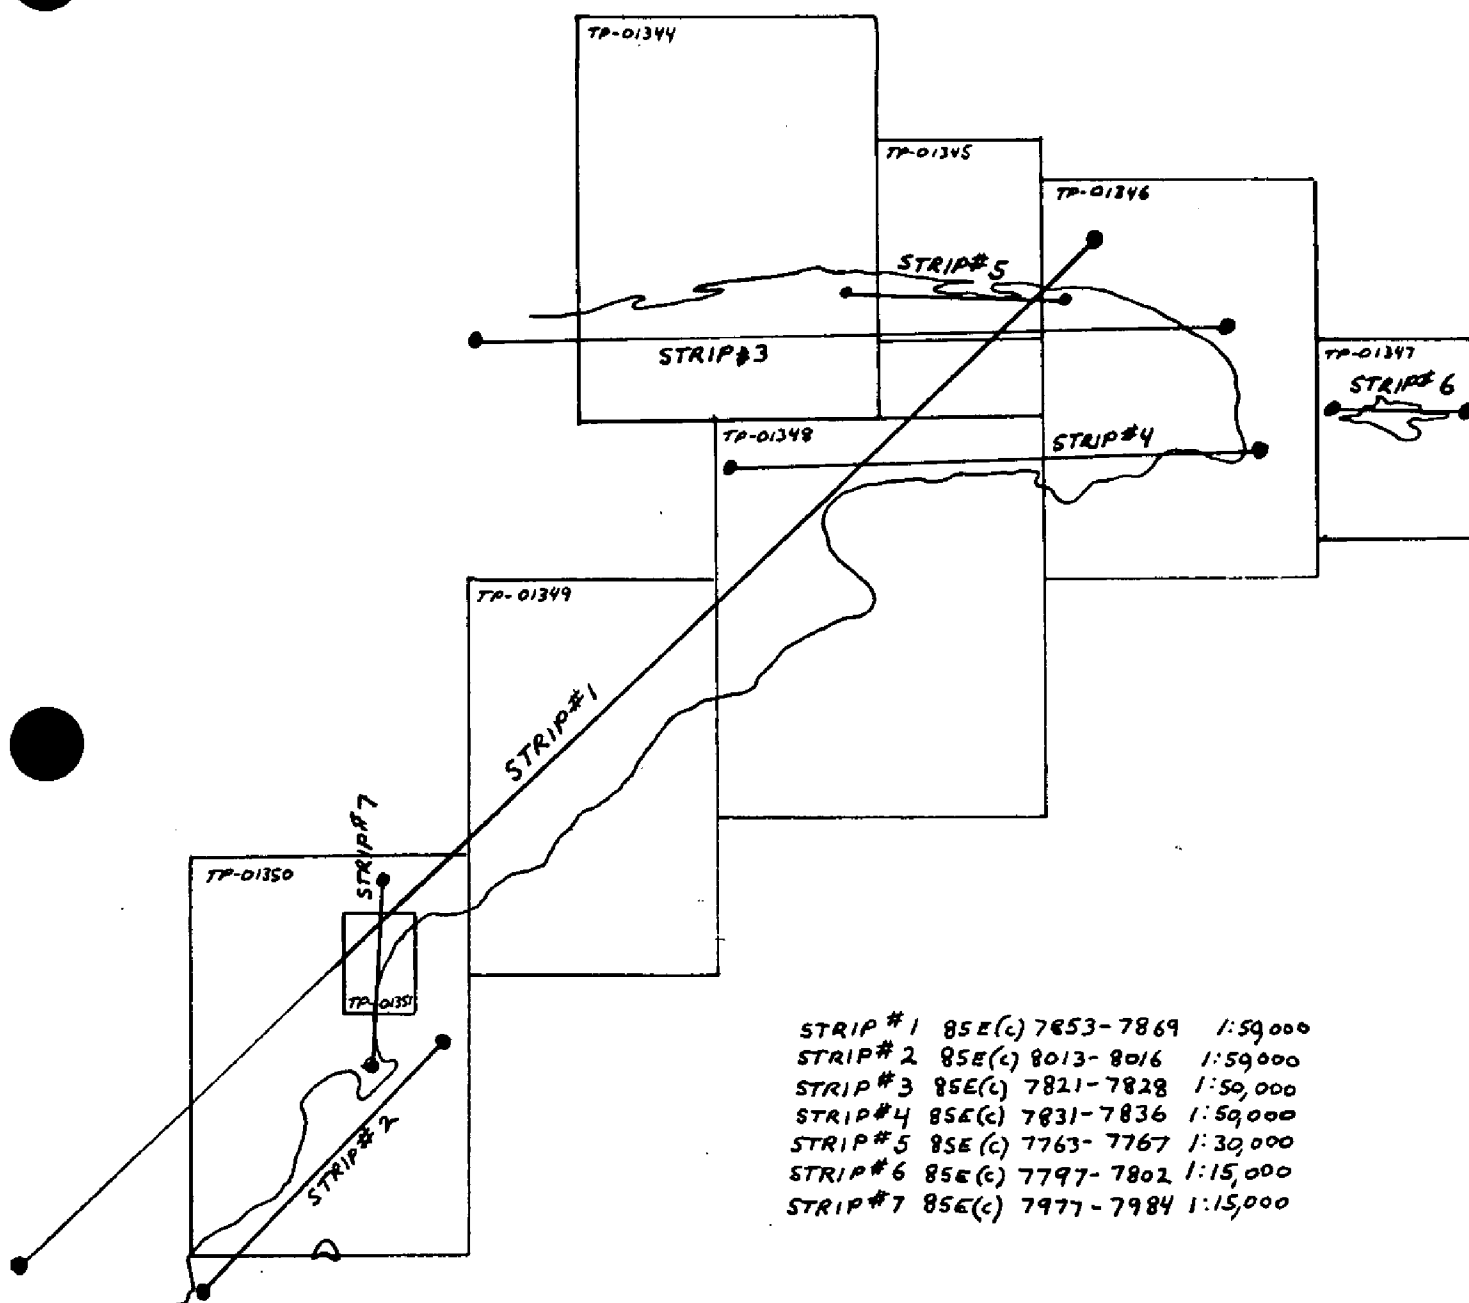 TP-01344
TP-01345
TP-01346
STRIP#5
STRIP#3
TP-01347
STRIP#6
TP-01348
STRIP#4
TP-01349
STRIP#1
STRIP#7
TP-01350
TP-01351
STRIP#2
STRIP #1 85E(C) 7853-7869 1:50,000
STRIP #2 85E(C) 8013-8016 1:50,000
STRIP #3 85E(C) 7821-7828 1:50,000
STRIP #4 85E(C) 7831-7836 1:50,000
STRIP #5 85E(C) 7763-7767 1:30,000
STRIP #6 85E(C) 7797-7802 1:15,000
STRIP #7 85E(C) 7977-7984 1:15,000